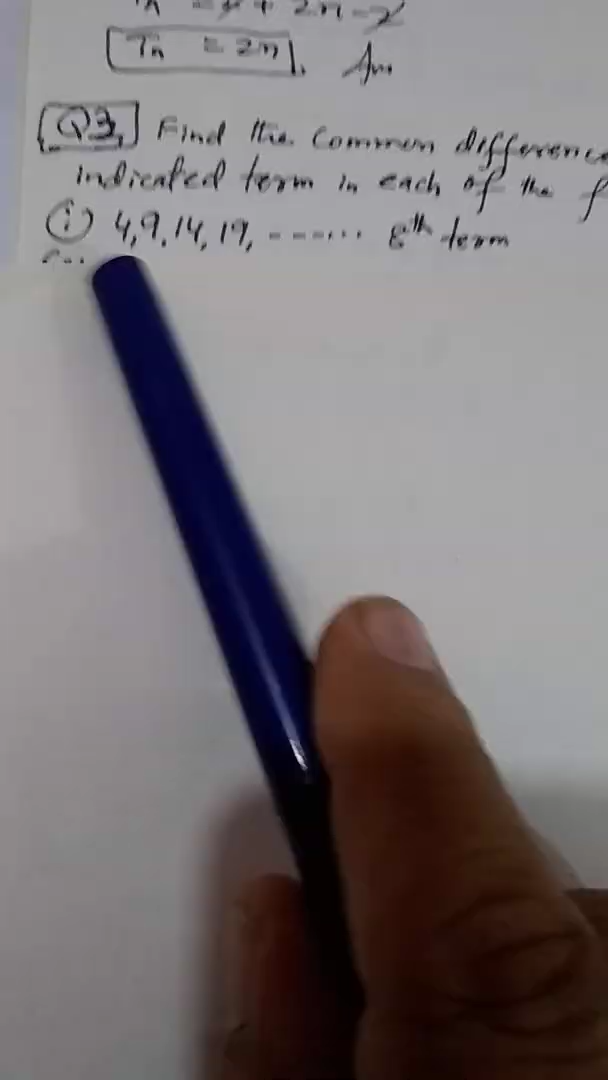 Tn = 2n Ans
Q3, Find the common difference
indicated term in each of the f
(i) 4,9,14,19, ------- 8th term